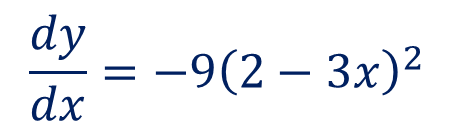 dy/dx = −9(2 − 3x)²